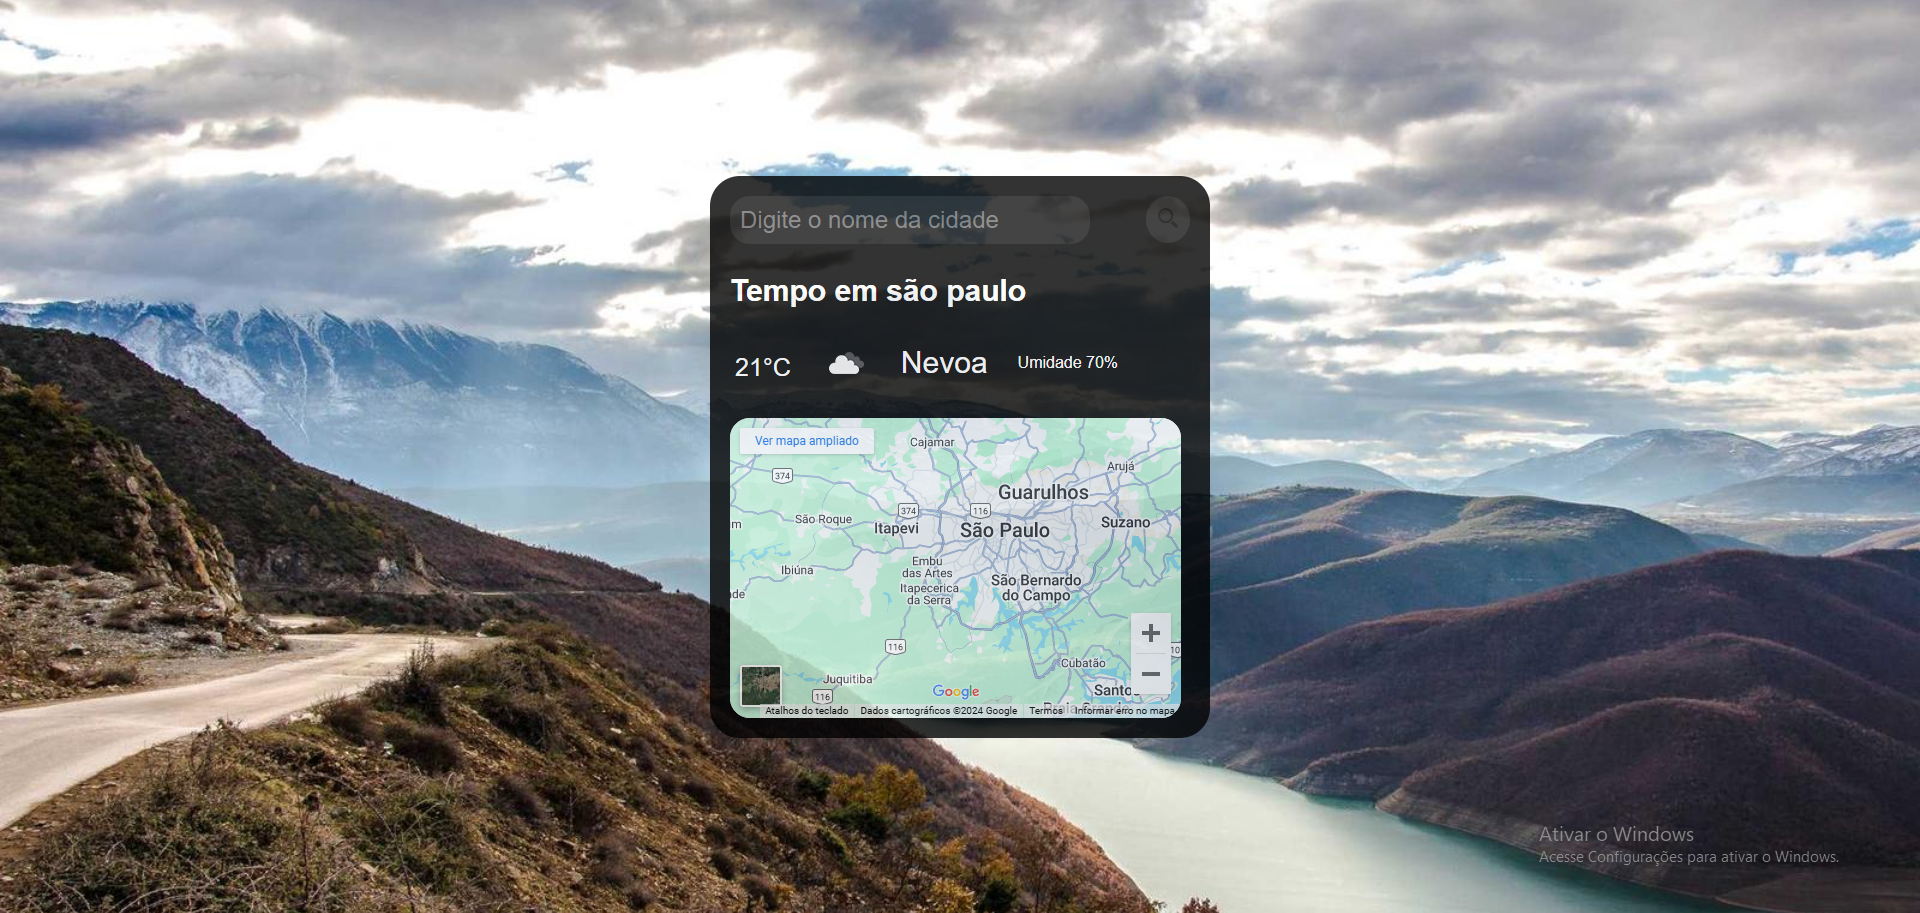 Digite o nome da cidade
Tempo em são paulo
21°C
Nevoa
Umidade 70%
Ver mapa ampliado
Cajamar
374
Arujá
Guarulhos
374
116
São Roque
Itapevi
São Paulo
Suzano
Embu
das Artes
Ibiúna
São Bernardo
do Campo
Itapecerica
da Serra
116
10
Cubatão
Juquitiba
116
Google
Santos
Atalhos do teclado
Dados cartográficos ©2024 Google
Termos
Informar erro no mapa
Ativar o Windows
Acesse Configurações para ativar o Windows.